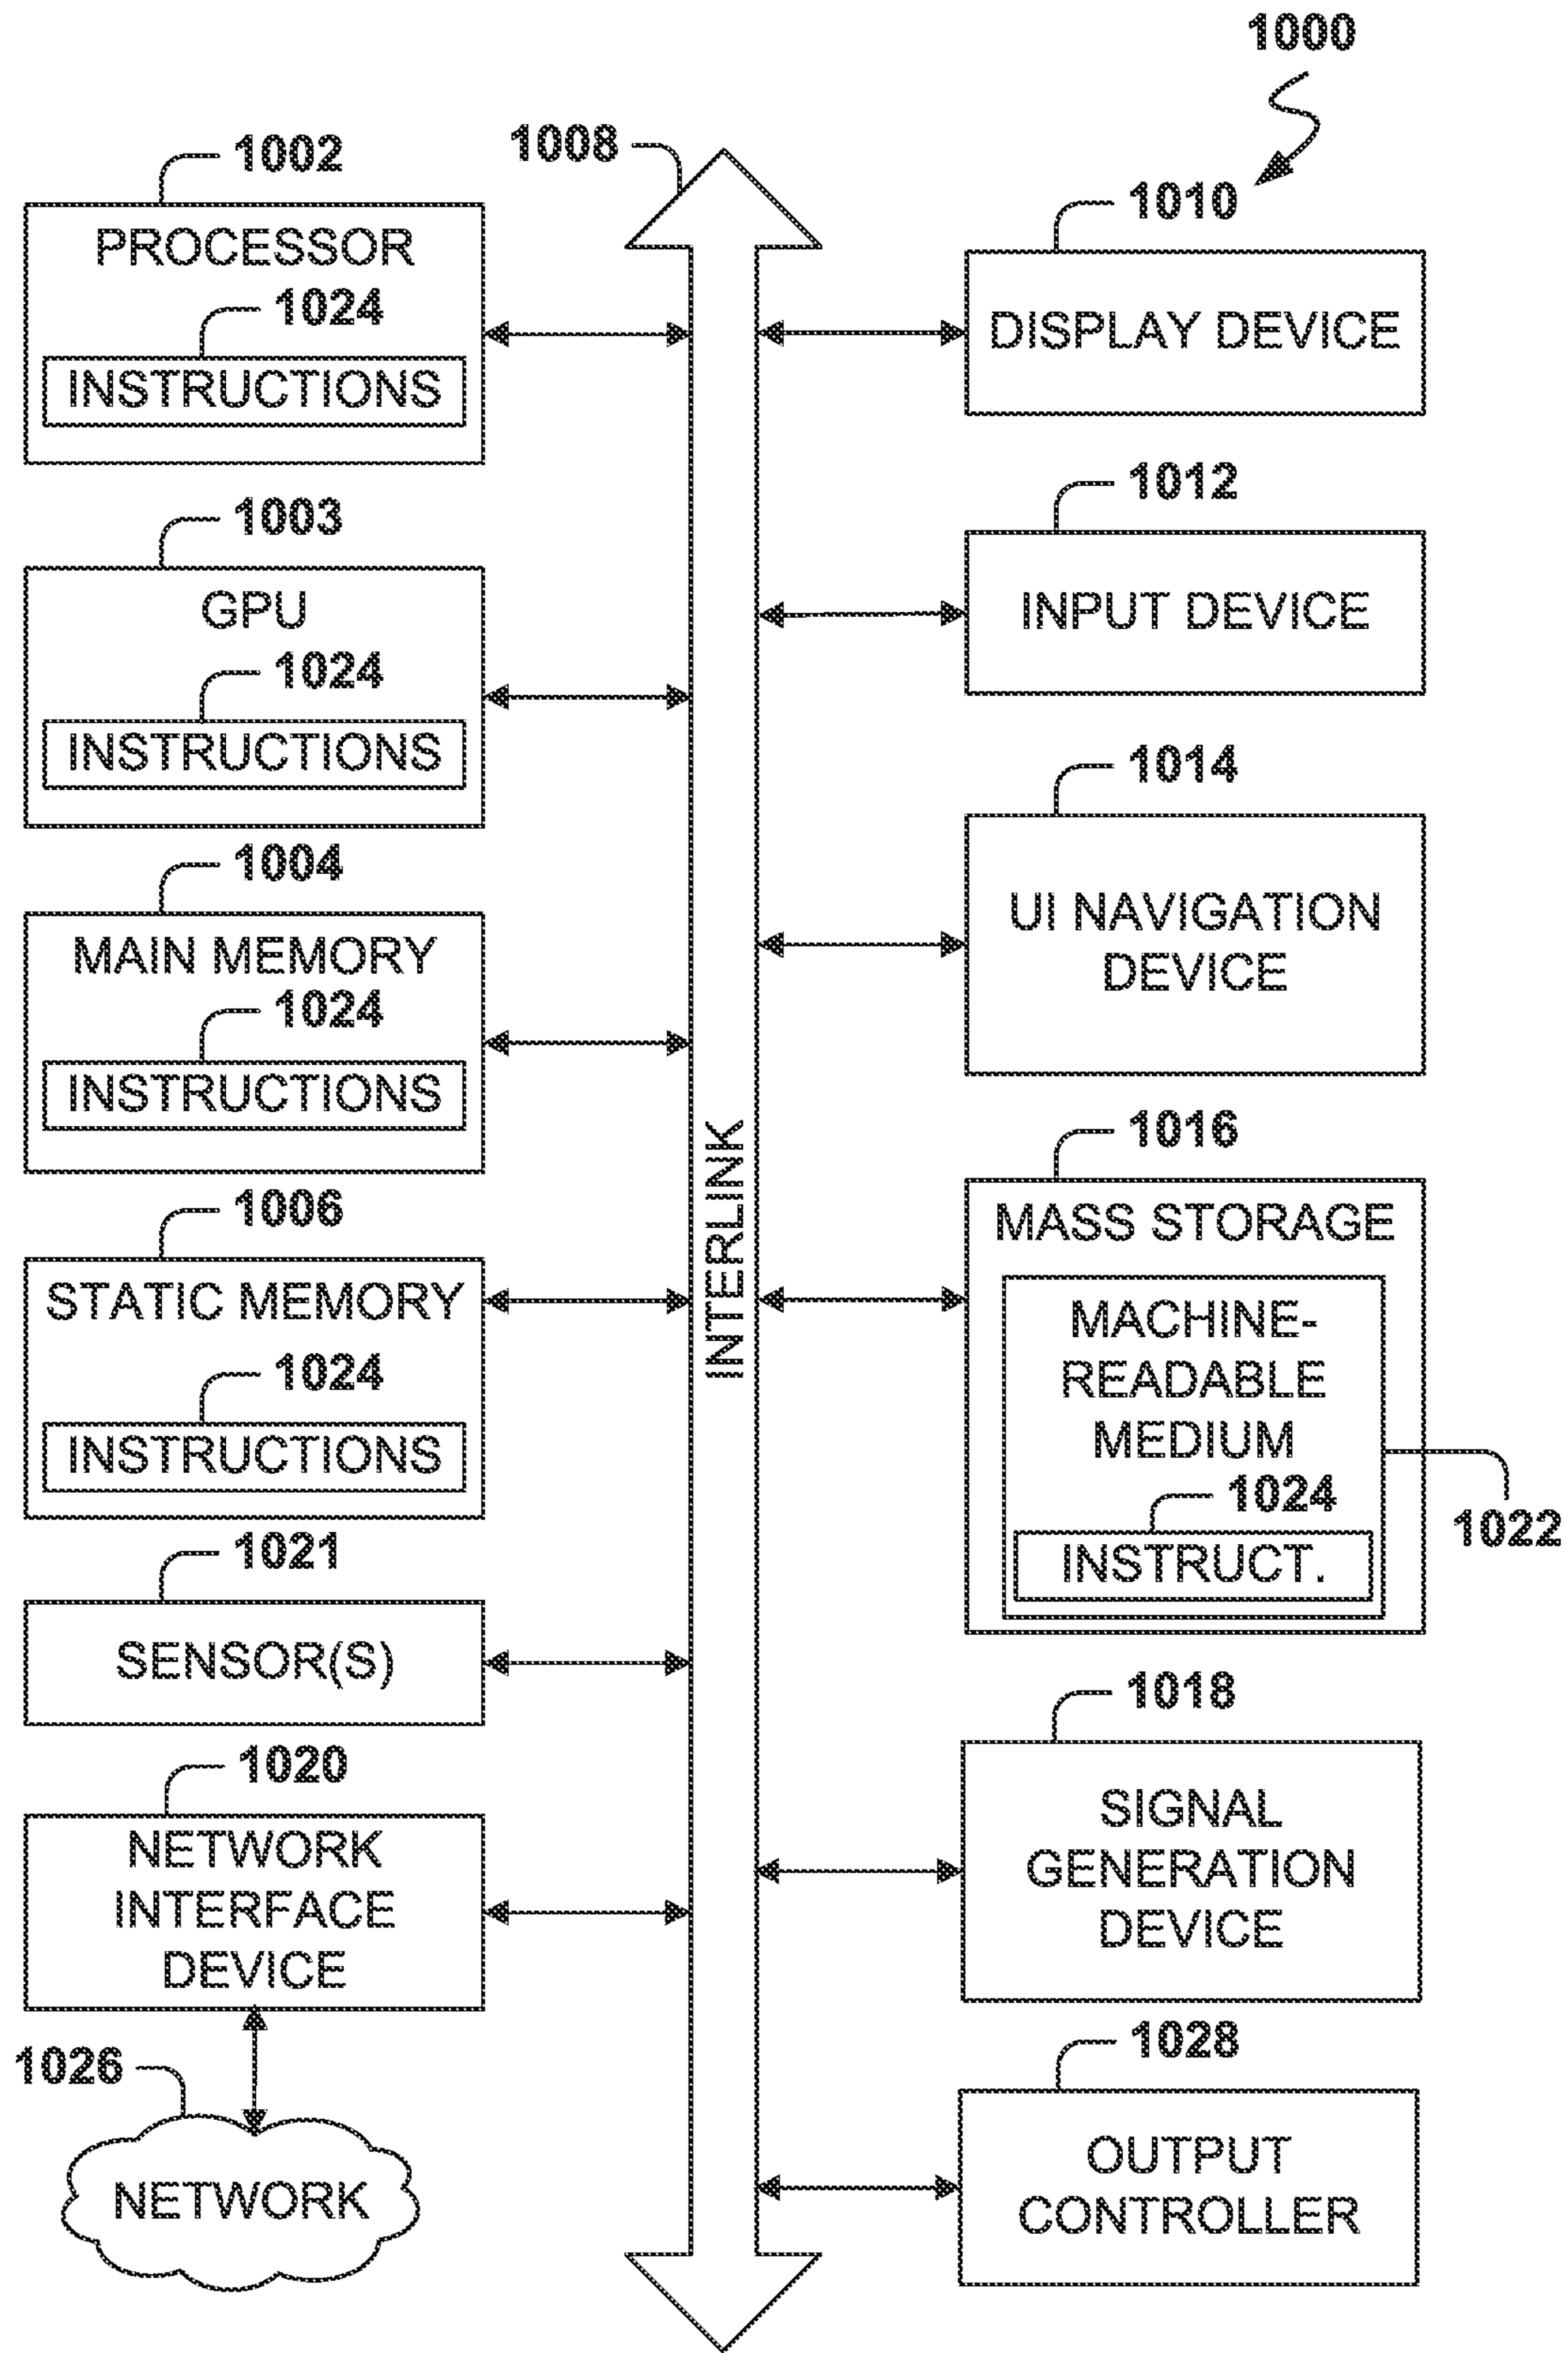 1000
1002
PROCESSOR
1024
INSTRUCTIONS
1003
GPU
1024
INSTRUCTIONS
1004
MAIN MEMORY
1024
INSTRUCTIONS
1006
STATIC MEMORY
1024
INSTRUCTIONS
1021
SENSOR(S)
1020
NETWORK
INTERFACE
DEVICE
1026
NETWORK
1008
INTERLINK
1010
DISPLAY DEVICE
1012
INPUT DEVICE
1014
UI NAVIGATION
DEVICE
1016
MASS STORAGE
MACHINE-
READABLE
MEDIUM
1024
INSTRUCT.
1022
1018
SIGNAL
GENERATION
DEVICE
1028
OUTPUT
CONTROLLER